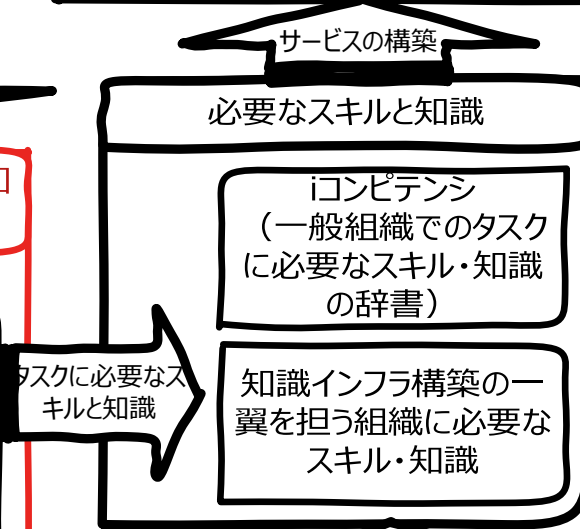 サービスの構築
必要なスキルと知識
iコンピテンシ
（一般組織でのタスク
に必要なスキル・知識
の辞書）
タスクに必要なス
キルと知識
知識インフラ構築の一
翼を担う組織に必要な
スキル・知識